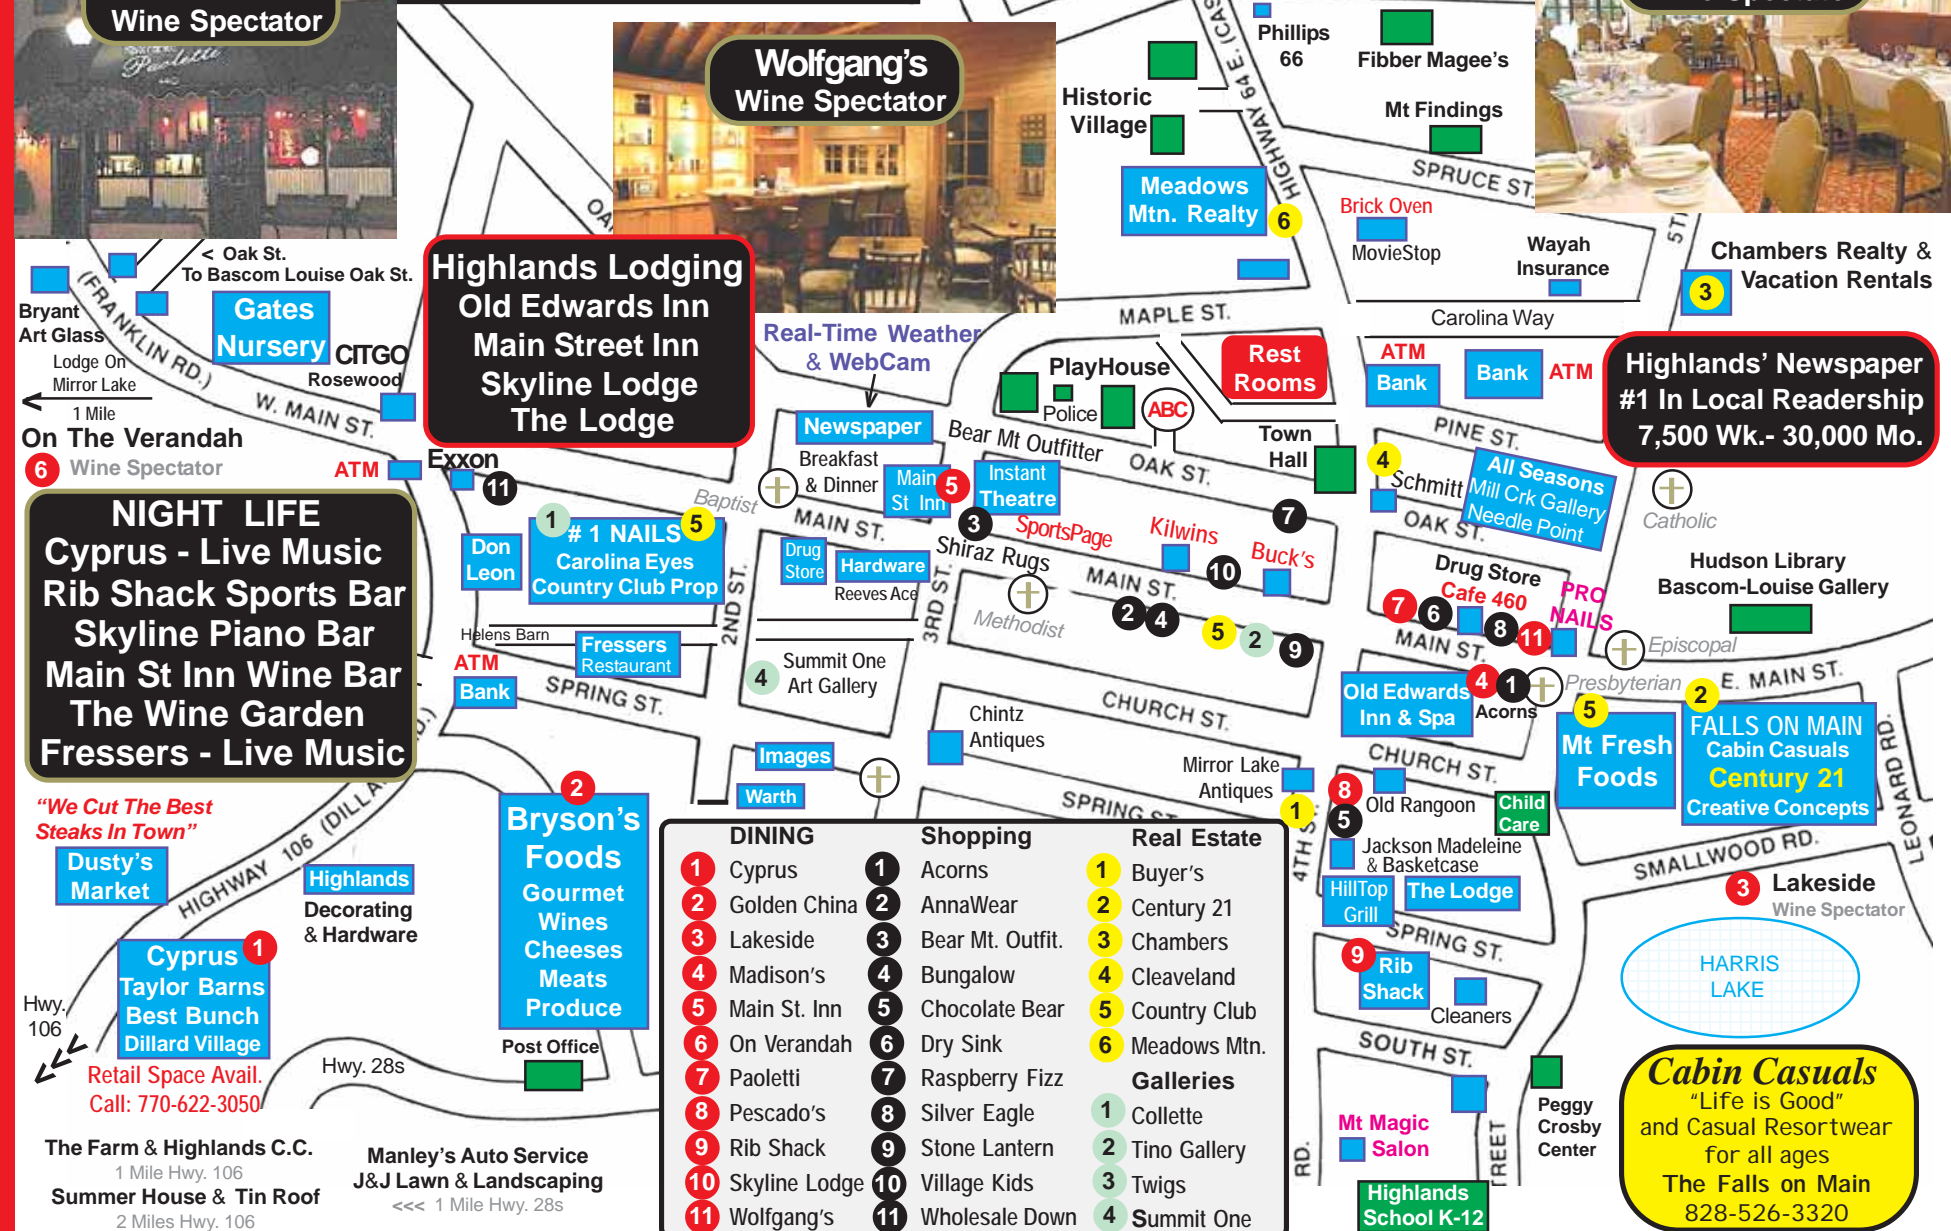 Wine Spectator
Paoletti
Wolfgang's
Wine Spectator
HIGHWAY 64 E. (CAS
Phillips
66
Fibber Magee's
Historic
Village
Mt Findings
SPRUCE ST.
Meadows
Mtn. Realty
6
Brick Oven
MovieStop
Wayah
Insurance
5T
Chambers Realty &
Vacation Rentals
3
< Oak St.
To Bascom Louise Oak St.
OA
Bryant
Art Glass
(FRANKLIN RD.)
Gates
Nursery
CITGO
Rosewood
Lodge On
Mirror Lake
1 Mile
W. MAIN ST.
On The Verandah
6 Wine Spectator
ATM
Exxon
11
Highlands Lodging
Old Edwards Inn
Main Street Inn
Skyline Lodge
The Lodge
Real-Time Weather
& WebCam
MAPLE ST.
Carolina Way
PlayHouse
Police
ABC
Rest
Rooms
ATM
Bank
Bank
ATM
Highlands' Newspaper
#1 In Local Readership
7,500 Wk.- 30,000 Mo.
Newspaper
Breakfast
& Dinner
Bear Mt Outfitter
OAK ST.
Town
Hall
PINE ST.
4
Schmitt
All Seasons
Mill Crk Gallery
Needle Point
Catholic
Main
St Inn
5
Instant
Theatre
3
Baptist
MAIN ST.
SportsPage
Shiraz Rugs
Kilwins
10
Buck's
7
OAK ST.
NIGHT LIFE
Cyprus - Live Music
Rib Shack Sports Bar
Skyline Piano Bar
Main St Inn Wine Bar
The Wine Garden
Fressers - Live Music
Don
Leon
1
5
# 1 NAILS
Carolina Eyes
Country Club Prop
2ND ST.
Drug
Store
Hardware
Reeves Ace
3RD ST.
Methodist
MAIN ST.
2
4
5
2
9
Drug Store
Cafe 460
PRO
NAILS
7
6
8
11
MAIN ST.
Hudson Library
Bascom-Louise Gallery
Episcopal
Helens Barn
Fressers
Restaurant
ATM
Bank
SPRING ST.
4
Summit One
Art Gallery
CHURCH ST.
Old Edwards
Inn & Spa
4
1
Acorns
Presbyterian
E. MAIN ST.
5
Mt Fresh
Foods
2
FALLS ON MAIN
Cabin Casuals
Century 21
Creative Concepts
LEONARD RD.
Chintz
Antiques
Images
Warth
SPRING ST.
Mirror Lake
Antiques
1
4TH S
CHURCH ST.
8
5
Old Rangoon
Child
Care
Jackson Madeleine
& Basketcase
HillTop
Grill
The Lodge
SMALLWOOD RD.
3
Lakeside
Wine Spectator
HARRIS
LAKE
"We Cut The Best
Steaks In Town"
Dusty's
Market
HIGHWAY 106 (DILLA
D.)
Highlands
Decorating
& Hardware
2
Bryson's
Foods
Gourmet
Wines
Cheeses
Meats
Produce
Post Office
Cyprus
1
Taylor Barns
Best Bunch
Dillard Village
Hwy.
106
Retail Space Avail.
Call: 770-622-3050
Hwy. 28s
The Farm & Highlands C.C.
1 Mile Hwy. 106
Summer House & Tin Roof
2 Miles Hwy. 106
Manley's Auto Service
J&J Lawn & Landscaping
<<< 1 Mile Hwy. 28s
DINING
1 Cyprus
2 Golden China
3 Lakeside
4 Madison's
5 Main St. Inn
6 On Verandah
7 Paoletti
8 Pescado's
9 Rib Shack
10 Skyline Lodge
11 Wolfgang's
Shopping
1 Acorns
2 AnnaWear
3 Bear Mt. Outfit.
4 Bungalow
5 Chocolate Bear
6 Dry Sink
7 Raspberry Fizz
8 Silver Eagle
9 Stone Lantern
10 Village Kids
11 Wholesale Down
Real Estate
1 Buyer's
2 Century 21
3 Chambers
4 Cleaveland
5 Country Club
6 Meadows Mtn.
Galleries
1 Collette
2 Tino Gallery
3 Twigs
4 Summit One
SPRING ST.
9
Rib
Shack
Cleaners
SOUTH ST.
Mt Magic
Salon
RD.
TREET
Peggy
Crosby
Center
Highlands
School K-12
Cabin Casuals
"Life is Good"
and Casual Resortwear
for all ages
The Falls on Main
828-526-3320